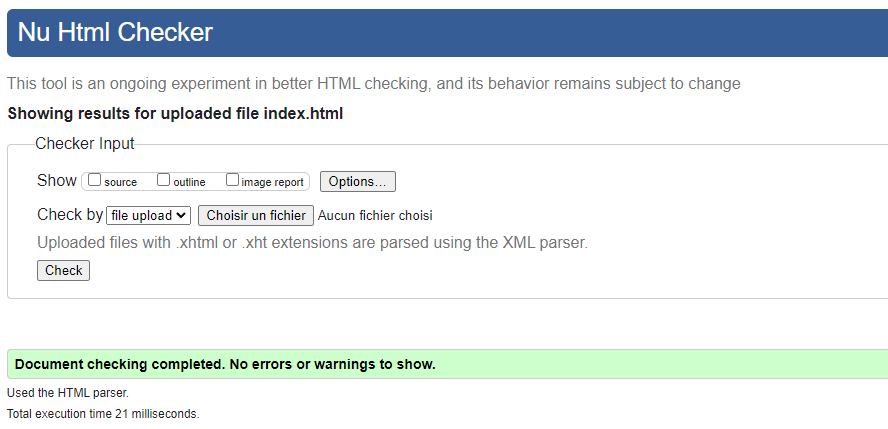 Nu Html Checker
This tool is an ongoing experiment in better HTML checking, and its behavior remains subject to change
Showing results for uploaded file index.html
Checker Input
Show source outline image report Options...
Check by file upload Choisir un fichier Aucun fichier choisi
Uploaded files with .xhtml or .xht extensions are parsed using the XML parser.
Check
Document checking completed. No errors or warnings to show.
Used the HTML parser.
Total execution time 21 milliseconds.